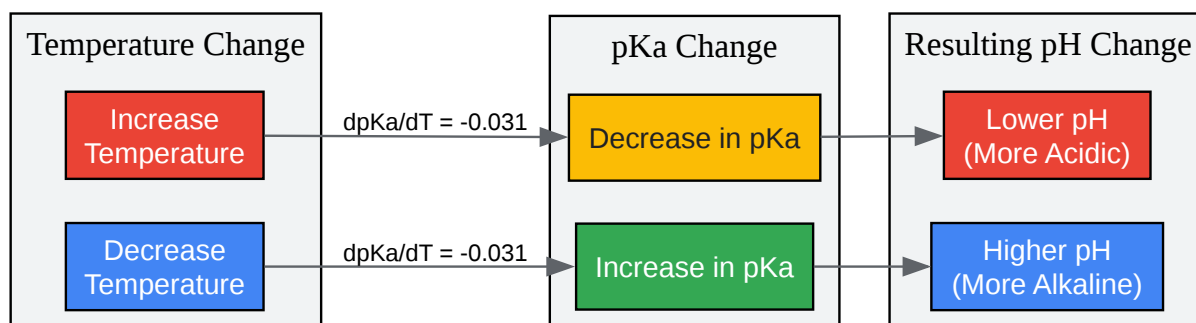 Temperature Change
pKa Change
Resulting pH Change
Increase
Temperature
dpKa/dT = -0.031
Decrease in pKa
Lower pH
(More Acidic)
Decrease
Temperature
dpKa/dT = -0.031
Increase in pKa
Higher pH
(More Alkaline)